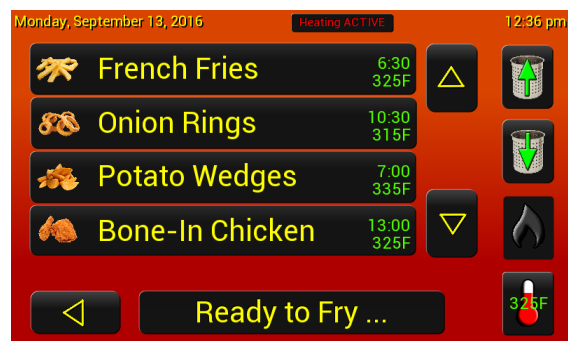 Monday, September 13, 2016 Heating ACTIVE 12:36 pm
French Fries 6:30 325F
Onion Rings 10:30 315F
Potato Wedges 7:00 335F
Bone-In Chicken 13:00 325F
325F
Ready to Fry ...